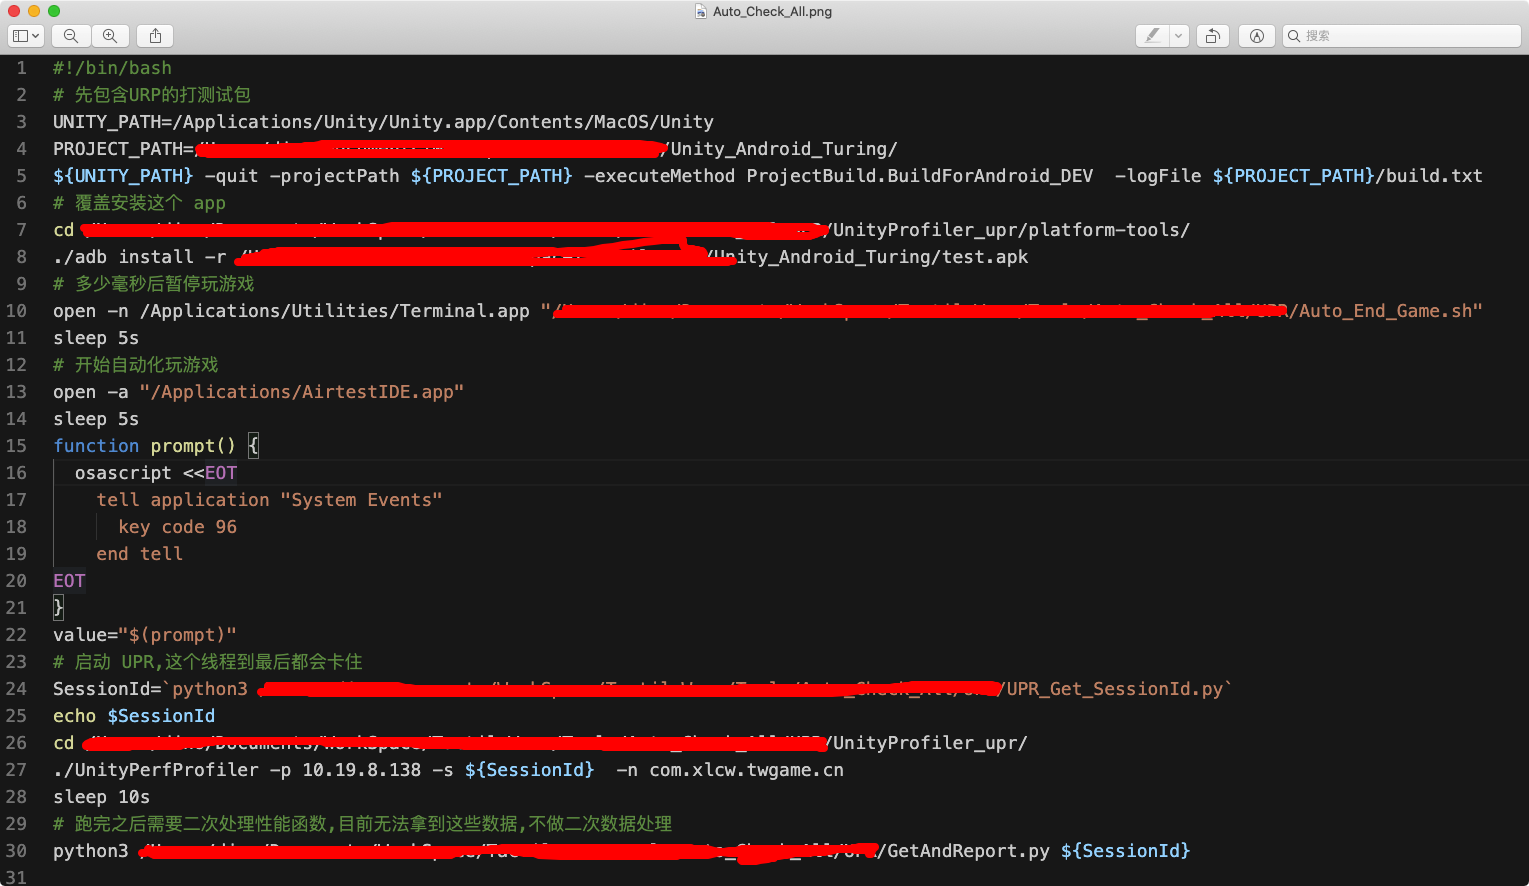 Auto_Check_All.png
搜索
1 #!/bin/bash
2 # 先包含URP的打测试包
3 UNITY_PATH=/Applications/Unity/Unity.app/Contents/MacOS/Unity
4 PROJECT_PATH= /Unity_Android_Turing/
5 ${UNITY_PATH} -quit -projectPath ${PROJECT_PATH} -executeMethod ProjectBuild.BuildForAndroid_DEV  -logFile ${PROJECT_PATH}/build.txt
6 # 覆盖安装这个 app
7 cd /UnityProfiler_upr/platform-tools/
8 ./adb install -r /Unity_Android_Turing/test.apk
9 # 多少毫秒后暂停玩游戏
10 open -n /Applications/Utilities/Terminal.app "/ /Auto_End_Game.sh"
11 sleep 5s
12 # 开始自动化玩游戏
13 open -a "/Applications/AirtestIDE.app"
14 sleep 5s
15 function prompt() {
16   osascript <<EOT
17     tell application "System Events"
18       key code 96
19     end tell
20 EOT
21 }
22 value="$(prompt)"
23 # 启动 UPR,这个线程到最后都会卡住
24 SessionId=`python3 /UPR_Get_SessionId.py`
25 echo $SessionId
26 cd /UnityProfiler_upr/
27 ./UnityPerfProfiler -p 10.19.8.138 -s ${SessionId}  -n com.xlcw.twgame.cn
28 sleep 10s
29 # 跑完之后需要二次处理性能函数,目前无法拿到这些数据,不做二次数据处理
30 python3 /GetAndReport.py ${SessionId}
31